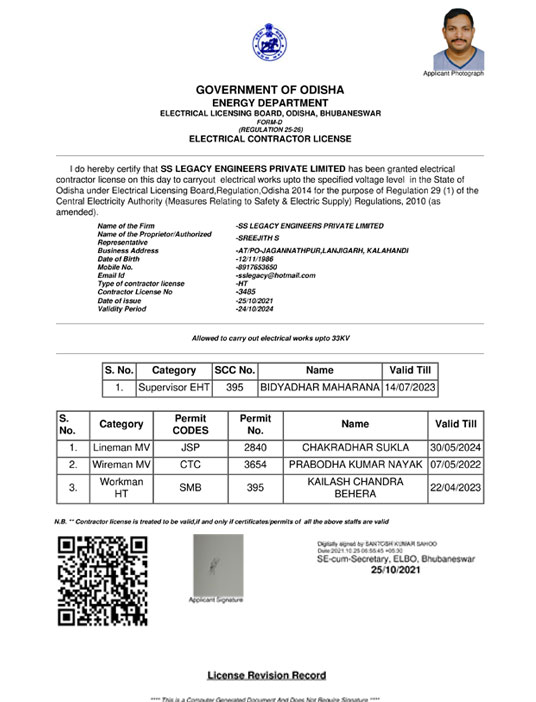 Applicant Photograph
GOVERNMENT OF ODISHA
ENERGY DEPARTMENT
ELECTRICAL LICENSING BOARD, ODISHA, BHUBANESWAR
FORM-D
(REGULATION 25-26)
ELECTRICAL CONTRACTOR LICENSE
I do hereby certify that SS LEGACY ENGINEERS PRIVATE LIMITED has been granted electrical
contractor license on this day to carryout electrical works upto the specified voltage level in the State of
Odisha under Electrical Licensing Board,Regulation,Odisha 2014 for the purpose of Regulation 29 (1) of the
Central Electricity Authority (Measures Relating to Safety & Electric Supply) Regulations, 2010 (as
amended).
Name of the Firm -SS LEGACY ENGINEERS PRIVATE LIMITED
Name of the Proprietor/Authorized
Representative -SREEJITH S
Business Address -AT/PO-JAGANNATHPUR,LANJIGARH, KALAHANDI
Date of Birth -12/11/1986
Mobile No. -8917653650
Email Id -sslegacy@hotmail.com
Type of contractor license -HT
Contractor License No -3485
Date of issue -25/10/2021
Validity Period -24/10/2024
Allowed to carry out electrical works upto 33KV
S. No. Category SCC No. Name Valid Till
1. Supervisor EHT 395 BIDYADHAR MAHARANA 14/07/2023
S. No. Category Permit CODES Permit No. Name Valid Till
1. Lineman MV JSP 2840 CHAKRADHAR SUKLA 30/05/2024
2. Wireman MV CTC 3654 PRABODHA KUMAR NAYAK 07/05/2022
3. Workman HT SMB 395 KAILASH CHANDRA BEHERA 22/04/2023
N.B. ** Contractor license is treated to be valid,if and only if certificates/permits of all the above staffs are valid
Digitally signed by SANTOSH KUMAR SAHOO
Date:2021.10.25 06:55:45 +05:30
SE-cum-Secretary, ELBO, Bhubaneswar
25/10/2021
Applicant Signature
License Revision Record
**** This is a Computer Generated Document And Does Not Require Signature ****